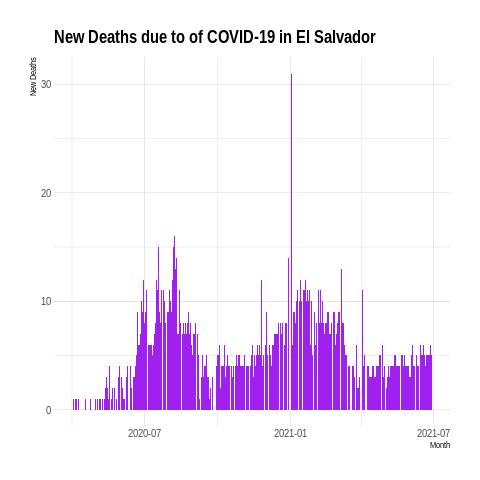 New Deaths due to of COVID-19 in El Salvador
New Deaths
30
20
10
0
2020-07
2021-01
2021-07
Month